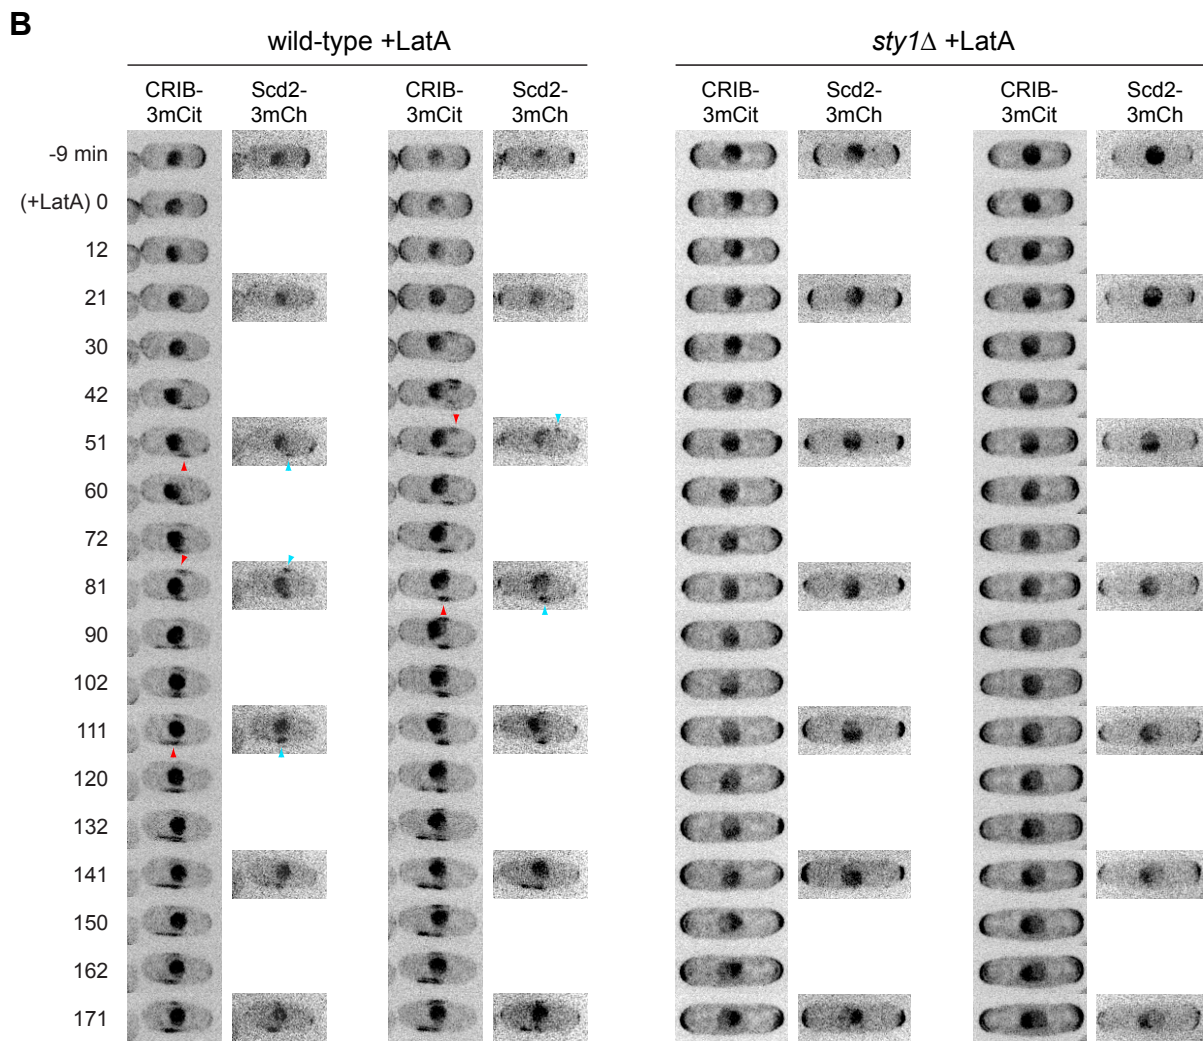 B
wild-type +LatA
sty1Δ +LatA
CRIB-
3mCit
Scd2-
3mCh
CRIB-
3mCit
Scd2-
3mCh
CRIB-
3mCit
Scd2-
3mCh
CRIB-
3mCit
Scd2-
3mCh
-9 min
(+LatA) 0
12
21
30
42
51
60
72
81
90
102
111
120
132
141
150
162
171